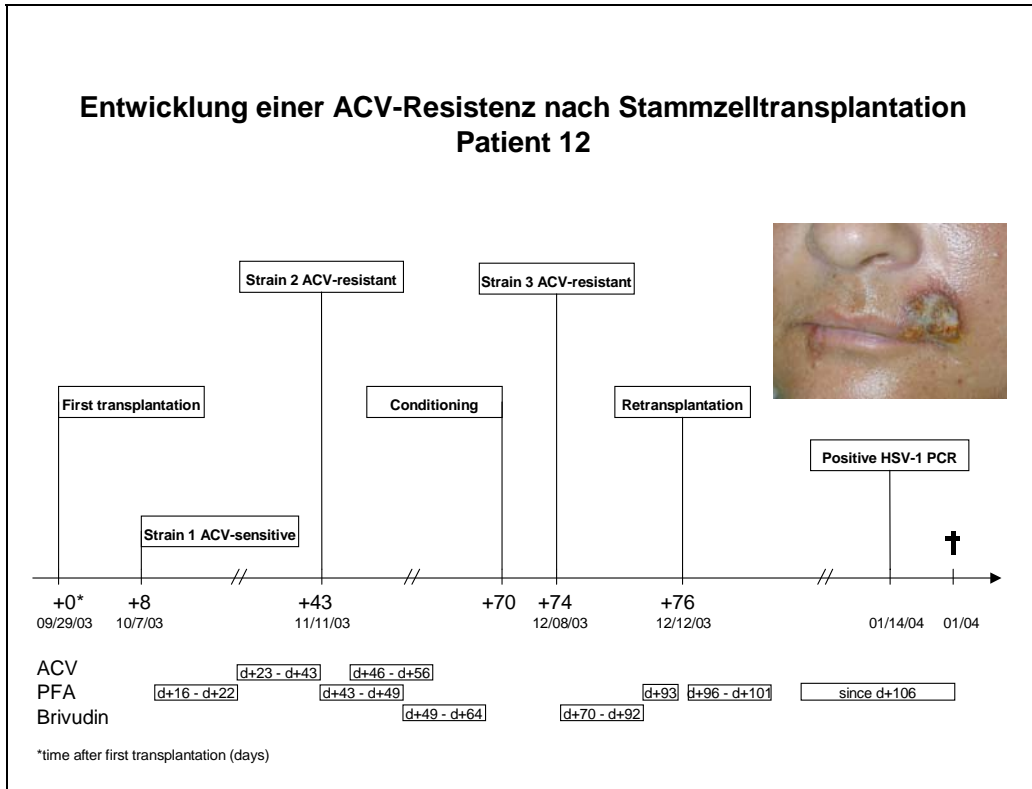 Entwicklung einer ACV-Resistenz nach Stammzelltransplantation
Patient 12
Strain 2 ACV-resistant
Strain 3 ACV-resistant
First transplantation
Conditioning
Retransplantation
Positive HSV-1 PCR
Strain 1 ACV-sensitive
+0* +8 +43 +70 +74 +76
09/29/03 10/7/03 11/11/03 12/08/03 12/12/03 01/14/04 01/04
ACV d+23 - d+43 d+46 - d+56
PFA d+16 - d+22 d+43 - d+49 d+93 d+96 - d+101 since d+106
Brivudin d+49 - d+64 d+70 - d+92
*time after first transplantation (days)